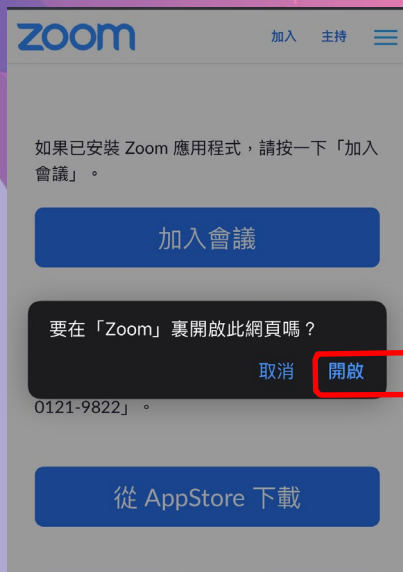 zoom 加入 主持
如果已安裝 Zoom 應用程式，請按一下「加入
會議」。
加入會議
要在「Zoom」裏開啟此網頁嗎？
取消 開啟
0121-9822」。
從 AppStore 下載